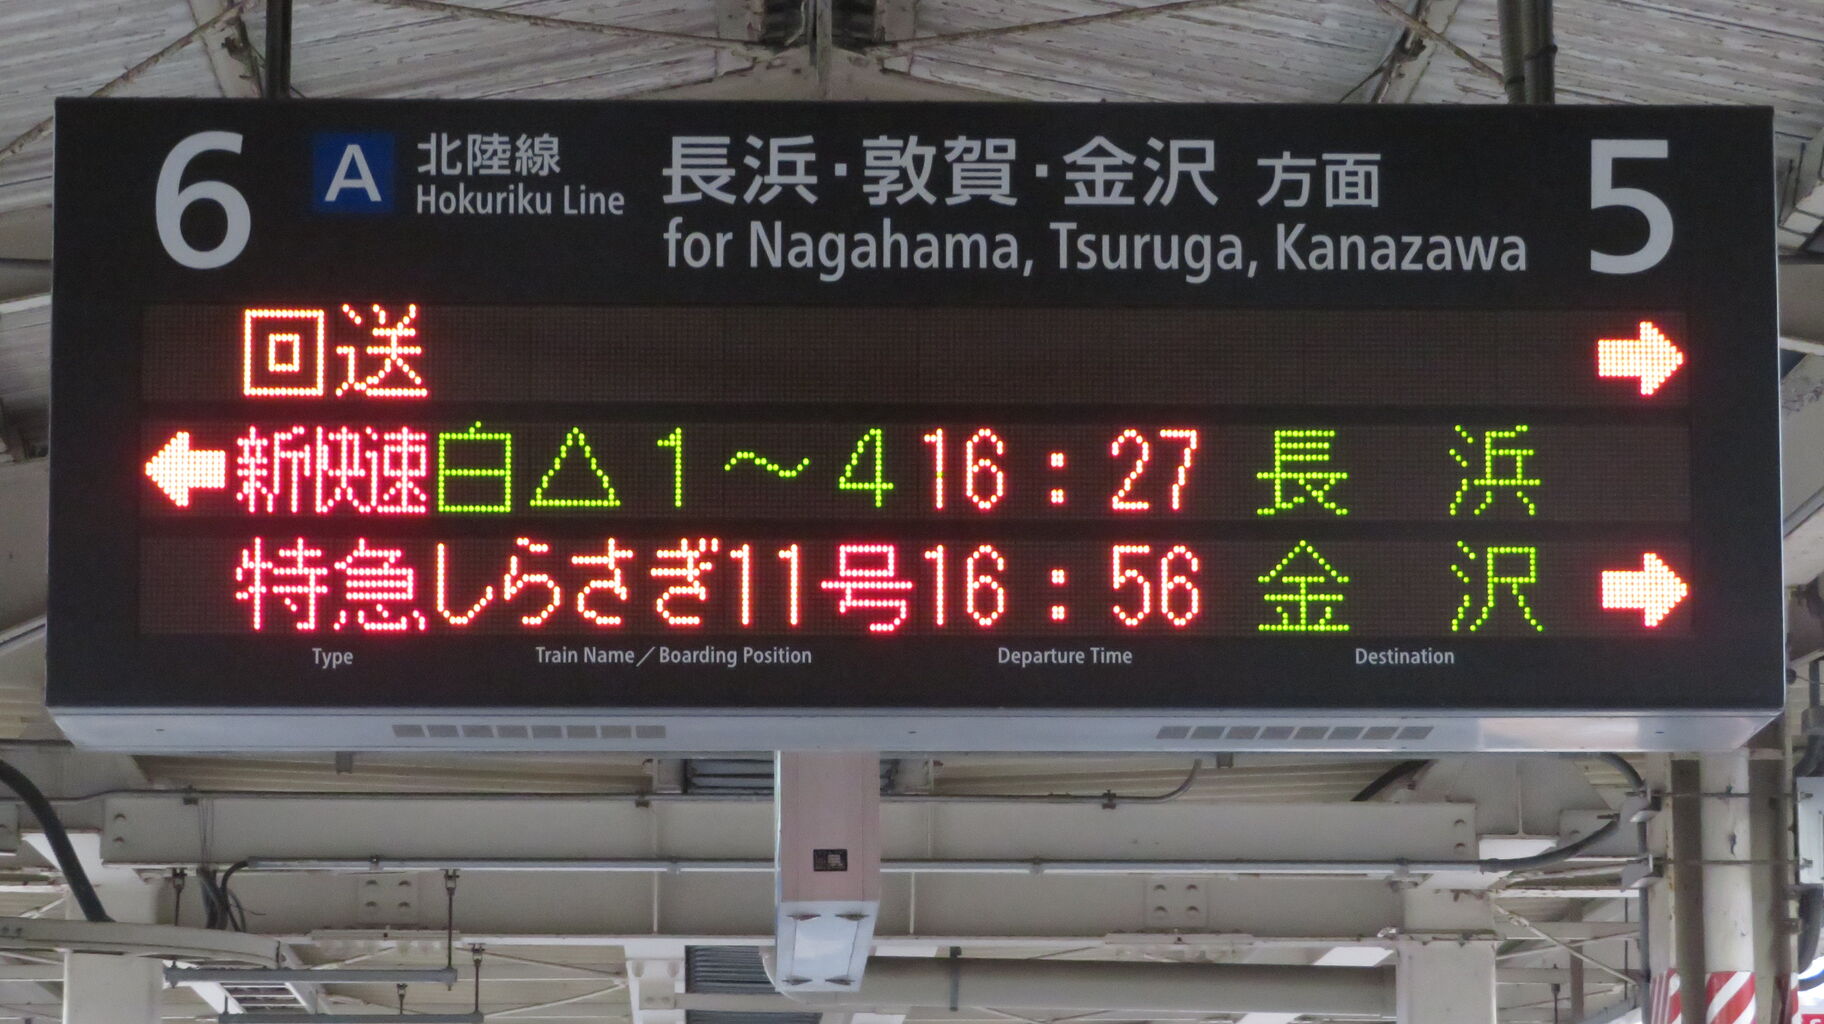 6 A 北陸線 長浜・敦賀・金沢 方面 5
Hokuriku Line for Nagahama, Tsuruga, Kanazawa
回送 →
← 新快速 白△1～4 16:27 長浜
特急 しらさぎ11号 16:56 金沢 →
Type Train Name／Boarding Position Departure Time Destination